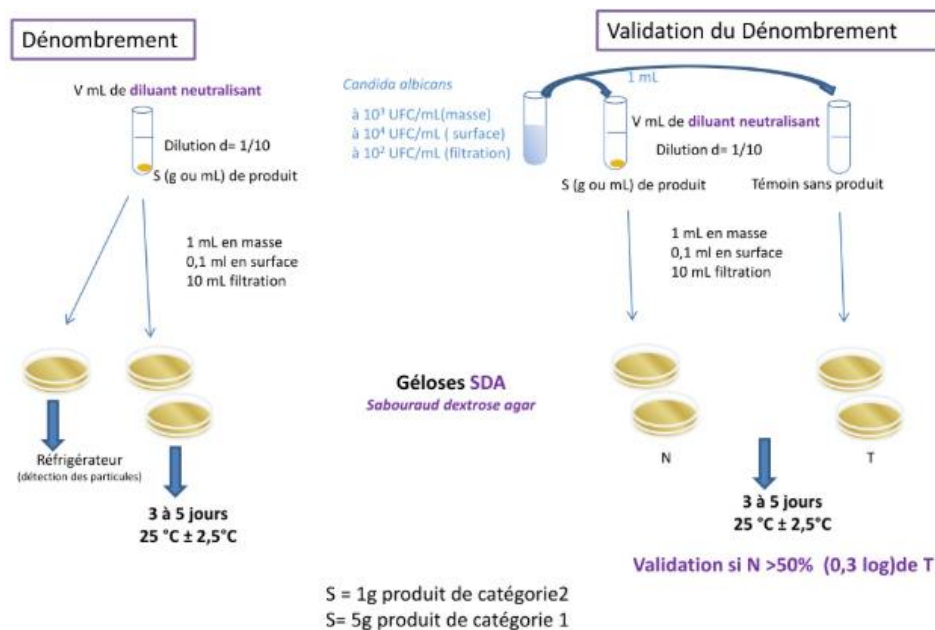 Dénombrement
V mL de diluant neutralisant
Dilution d= 1/10
S (g ou mL) de produit
1 mL en masse
0,1 ml en surface
10 mL filtration
Réfrigérateur
(détection des particules)
3 à 5 jours
25 °C ± 2,5°C
Validation du Dénombrement
Candida albicans
à 10³ UFC/mL(masse)
à 10⁴ UFC/mL ( surface)
à 10² UFC/mL (filtration)
1 mL
V mL de diluant neutralisant
Dilution d= 1/10
S (g ou mL) de produit
Témoin sans produit
1 mL en masse
0,1 ml en surface
10 mL filtration
Géloses SDA
Sabouraud dextrose agar
N
T
3 à 5 jours
25 °C ± 2,5°C
Validation si N >50% (0,3 log)de T
S = 1g produit de catégorie2
S= 5g produit de catégorie 1